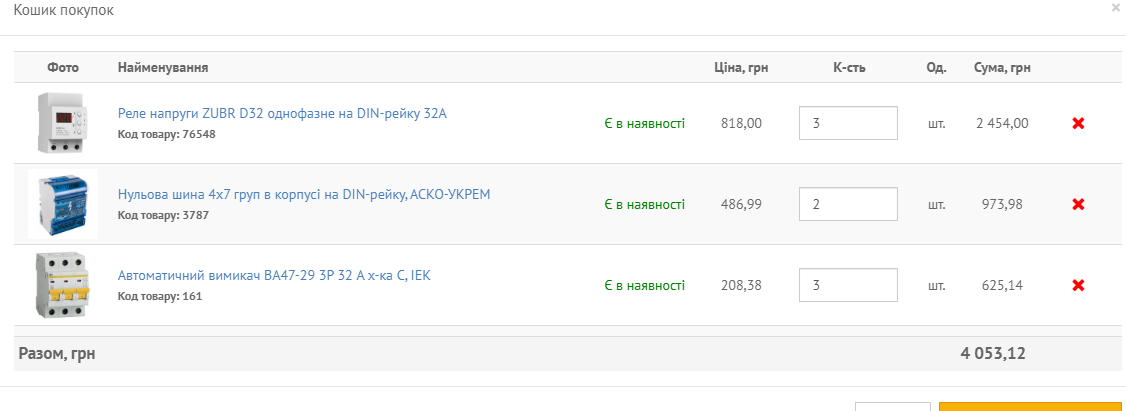 Кошик покупок ×
Фото Найменування Ціна, грн К-сть Од. Сума, грн
Реле напруги ZUBR D32 однофазне на DIN-рейку 32А
Код товару: 76548
Є в наявності 818,00 3 шт. 2 454,00
Нульова шина 4х7 груп в корпусі на DIN-рейку, АСКО-УКРЕМ
Код товару: 3787
Є в наявності 486,99 2 шт. 973,98
Автоматичний вимикач ВА47-29 3Р 32 А х-ка С, IEK
Код товару: 161
Є в наявності 208,38 3 шт. 625,14
Разом, грн 4 053,12